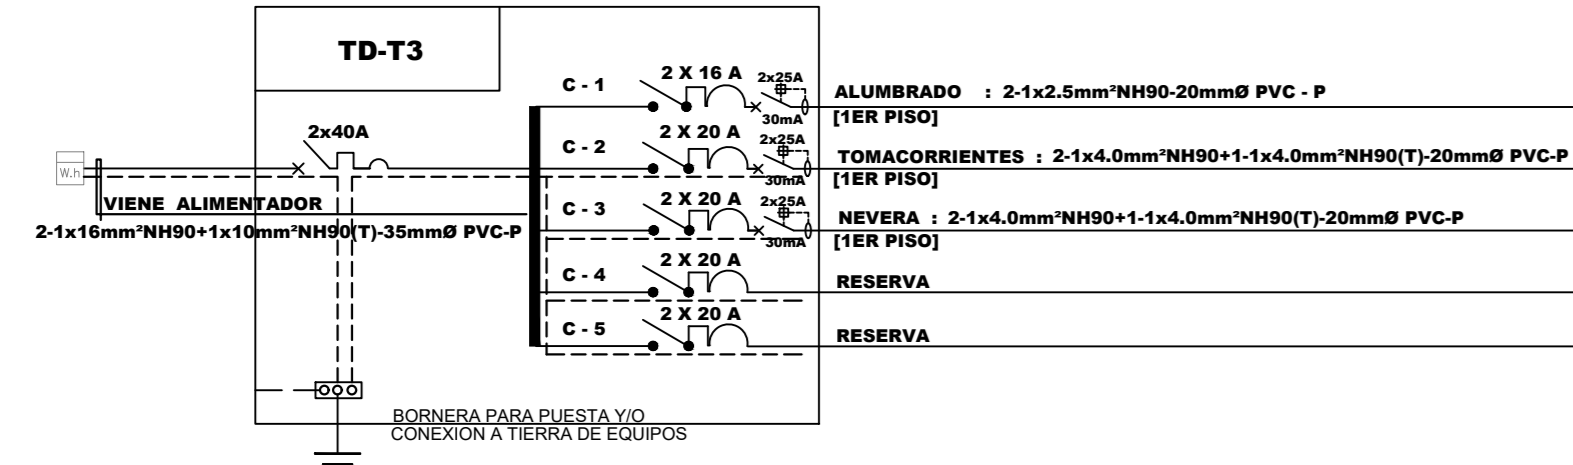 TD-T3
C - 1
2 X 16 A
2x25A
30mA
ALUMBRADO : 2-1x2.5mm²NH90-20mmØ PVC - P
[1ER PISO]
2x40A
C - 2
2 X 20 A
2x25A
30mA
TOMACORRIENTES : 2-1x4.0mm²NH90+1-1x4.0mm²NH90(T)-20mmØ PVC-P
[1ER PISO]
W.h
VIENE ALIMENTADOR
2-1x16mm²NH90+1x10mm²NH90(T)-35mmØ PVC-P
C - 3
2 X 20 A
2x25A
30mA
NEVERA : 2-1x4.0mm²NH90+1-1x4.0mm²NH90(T)-20mmØ PVC-P
[1ER PISO]
C - 4
2 X 20 A
RESERVA
C - 5
2 X 20 A
RESERVA
BORNERA PARA PUESTA Y/O
CONEXION A TIERRA DE EQUIPOS